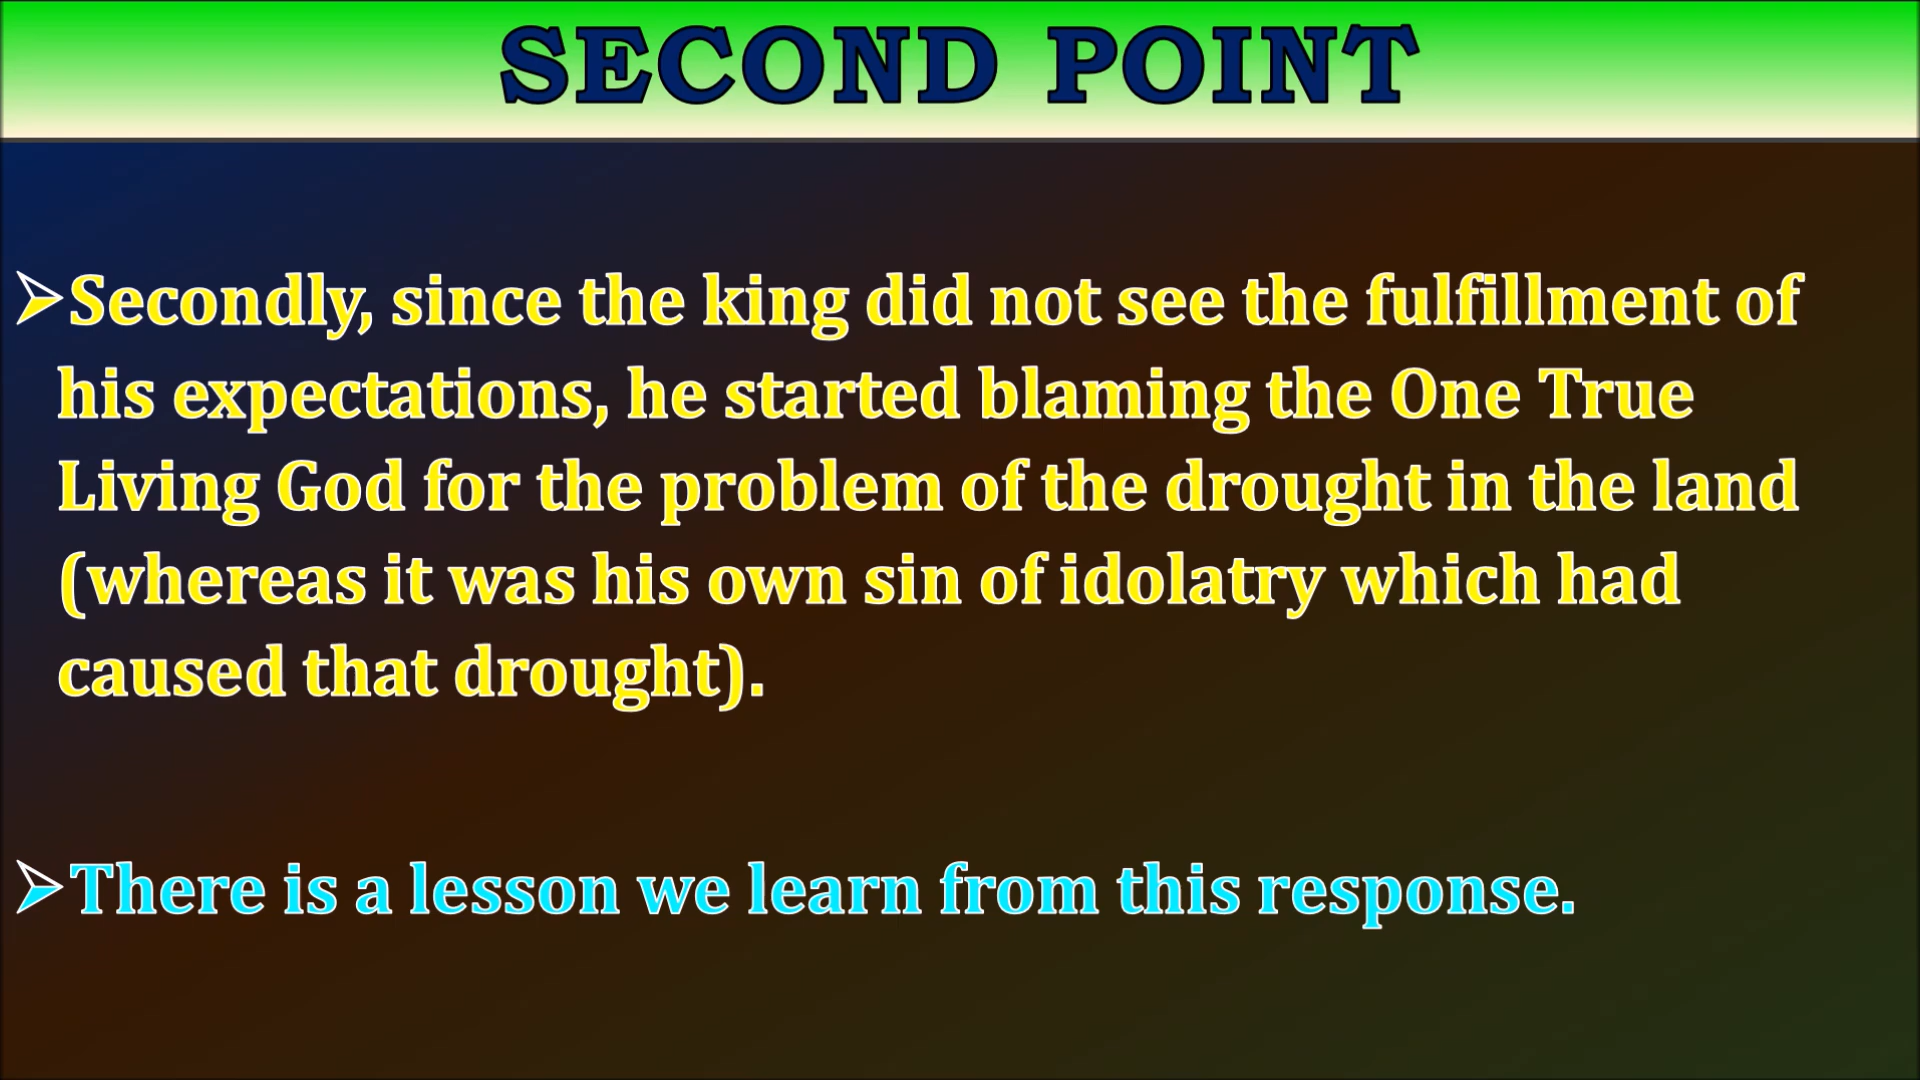 SECOND POINT
➢Secondly, since the king did not see the fulfillment of
his expectations, he started blaming the One True
Living God for the problem of the drought in the land
(whereas it was his own sin of idolatry which had
caused that drought).
➢There is a lesson we learn from this response.